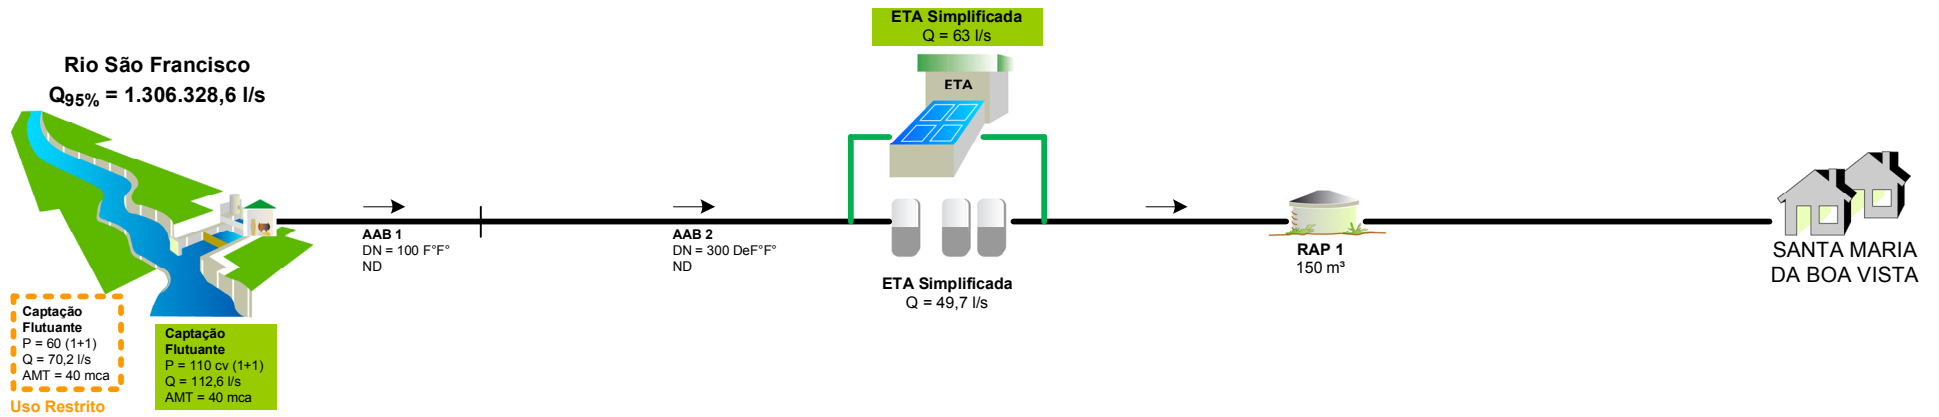 ETA Simplificada
Q = 63 l/s
Rio São Francisco
Q95% = 1.306.328,6 l/s
ETA
AAB 1
DN = 100 F°F°
ND
AAB 2
DN = 300 DeF°F°
ND
ETA Simplificada
Q = 49,7 l/s
RAP 1
150 m³
SANTA MARIA
DA BOA VISTA
Captação
Flutuante
P = 60 (1+1)
Q = 70,2 l/s
AMT = 40 mca
Uso Restrito
Captação
Flutuante
P = 110 cv (1+1)
Q = 112,6 l/s
AMT = 40 mca